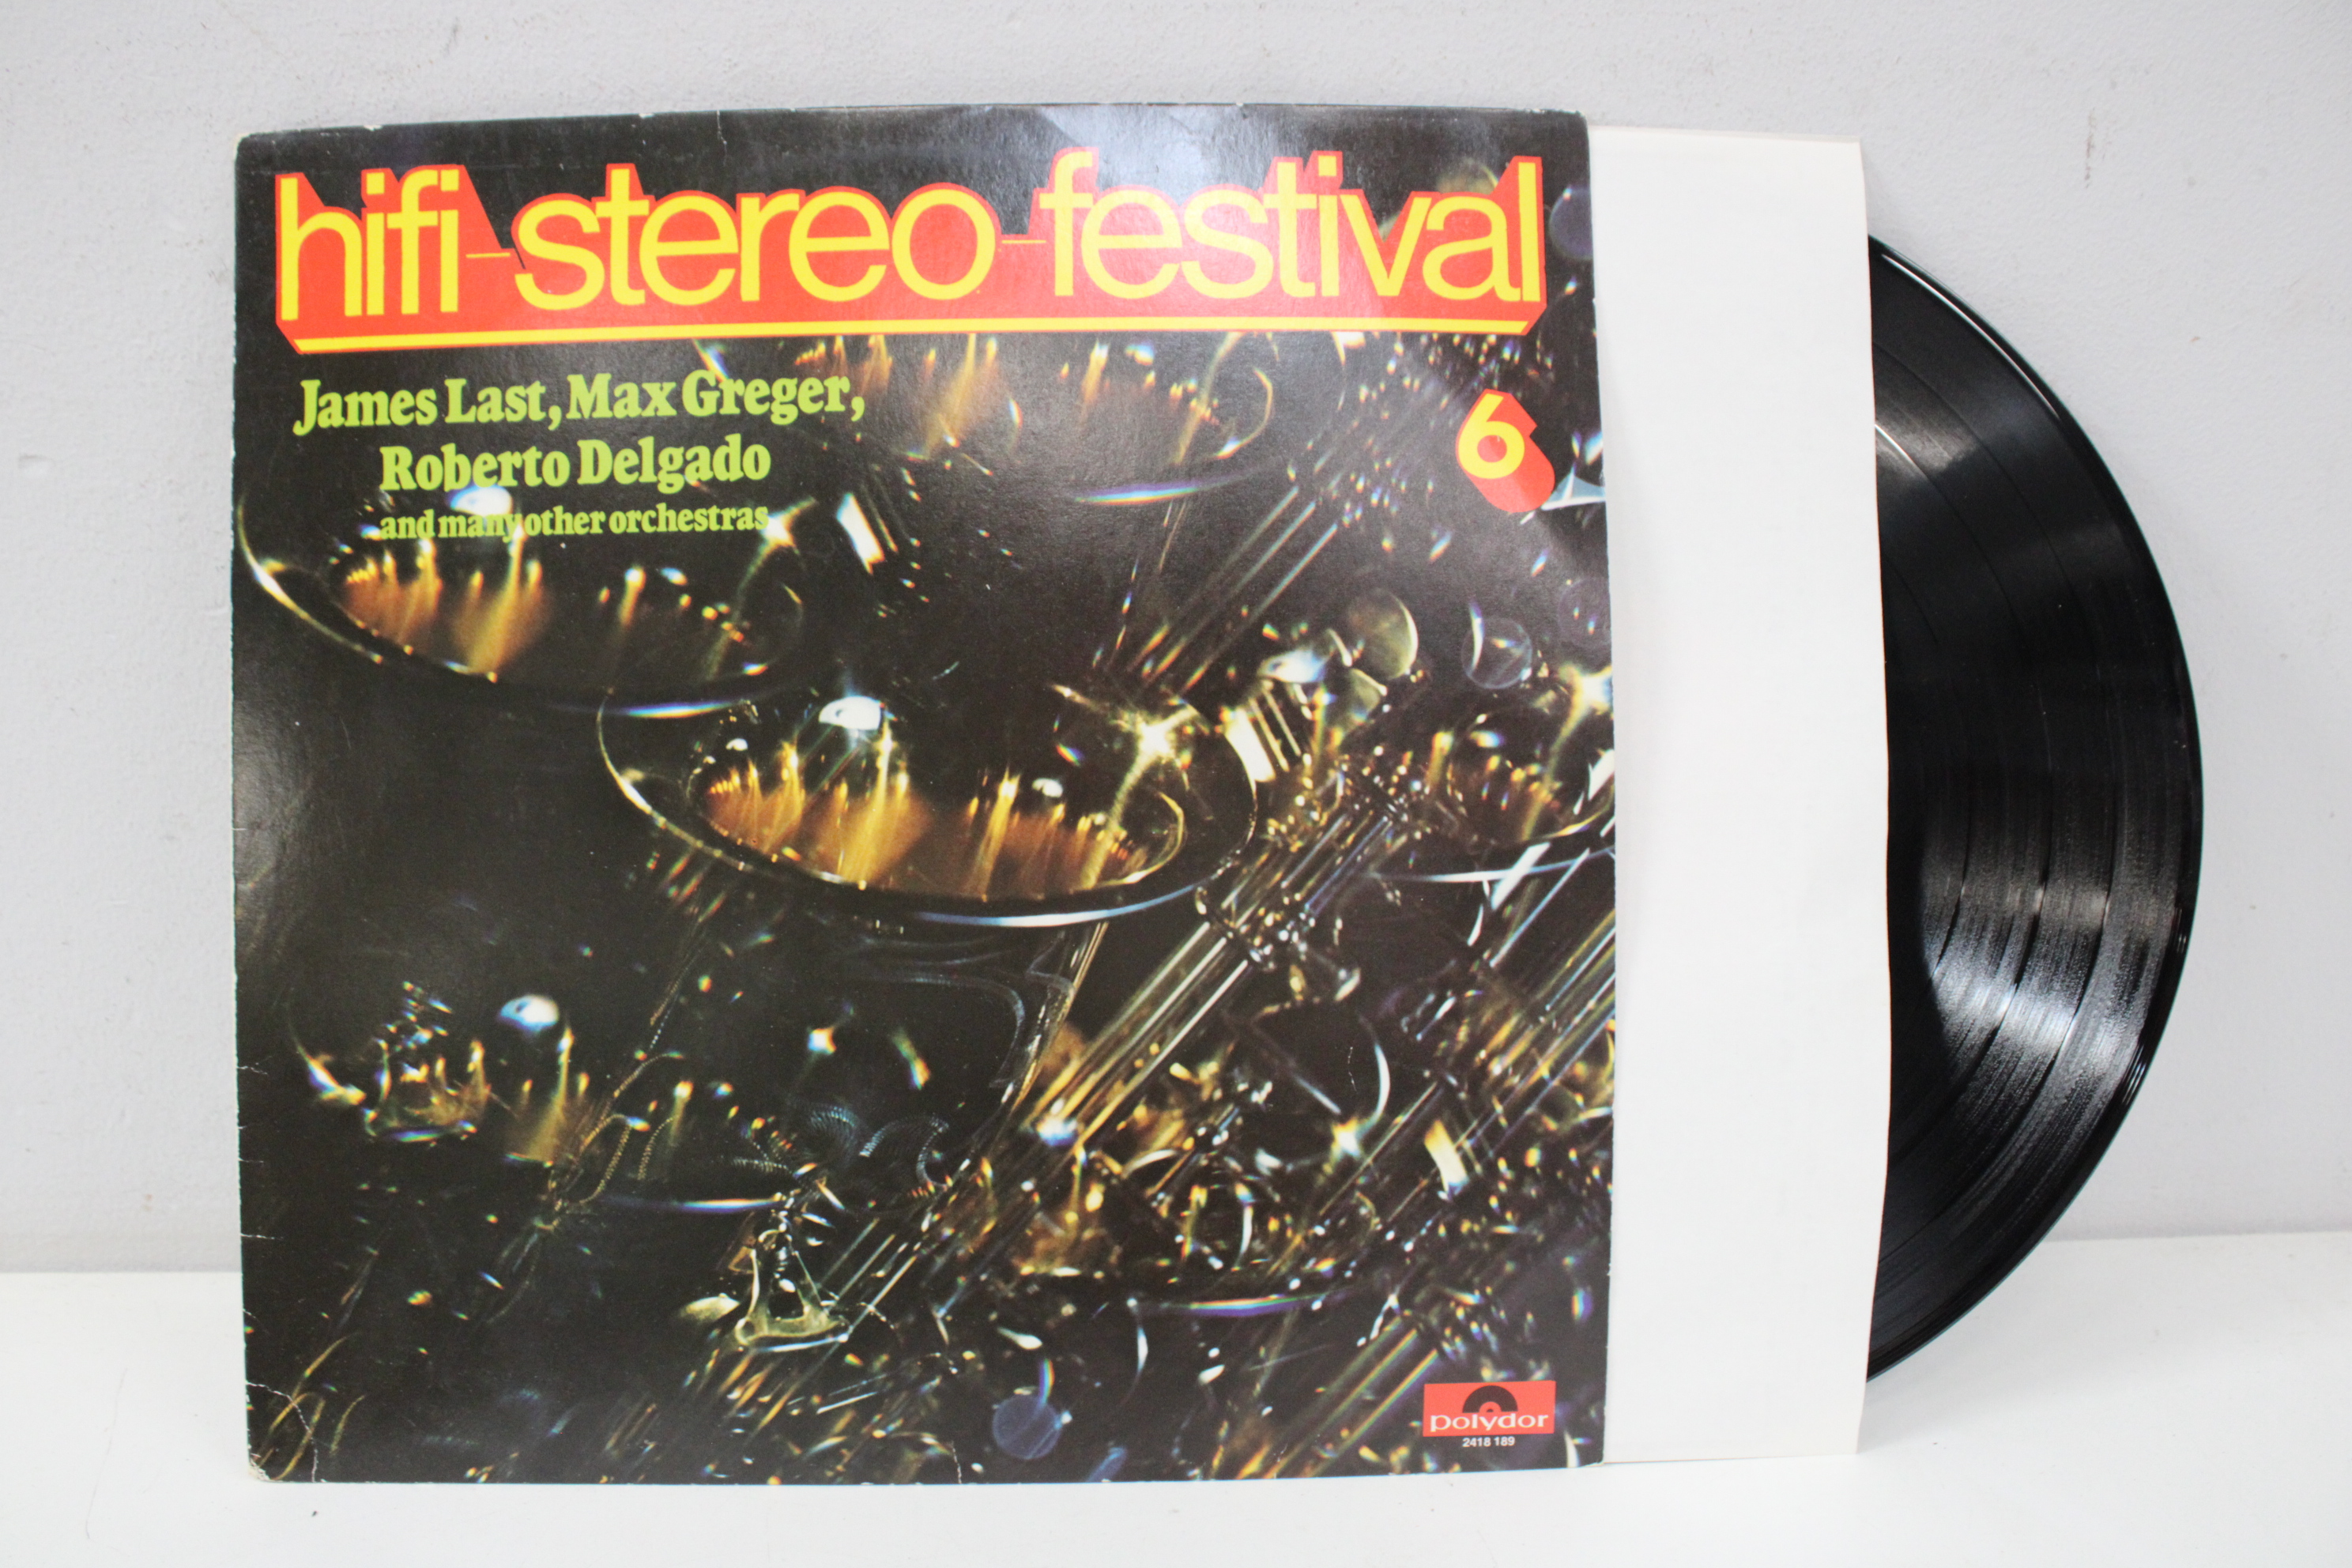 hifi-stereo-festival
James Last, Max Greger,
Roberto Delgado
and many other orchestras
6
polydor
2418 189